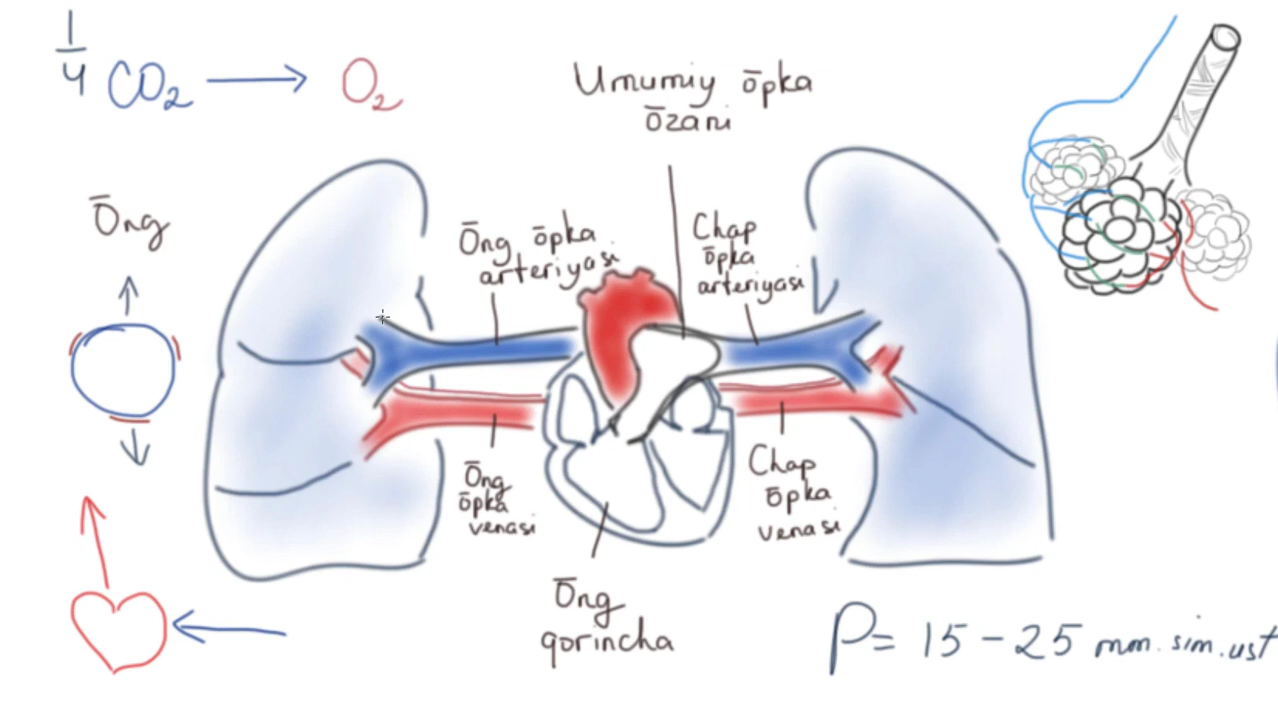 1/4 CO₂ → O₂
Umumiy ōpka
ōzani
Ōng
Ōng ōpka
arteriyasi
Chap
ōpka
arteriyasi
Ōng
ōpka
venasi
Chap
ōpka
venasi
Ōng
qorincha
P= 15-25 mm.sim.ust